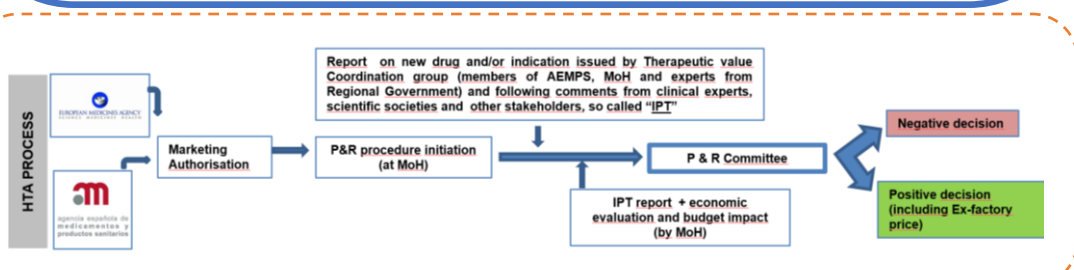 HTA PROCESS
EUROPEAN MEDICINES AGENCY
SCIENCE MEDICINES HEALTH
agencia española de
medicamentos y
productos sanitarios
Marketing
Authorisation
P&R procedure initiation
(at MoH)
Report on new drug and/or indication issued by Therapeutic value
Coordination group (members of AEMPS, MoH and experts from
Regional Government) and following comments from clinical experts,
scientific societies and other stakeholders, so called “IPT”
IPT report + economic
evaluation and budget impact
(by MoH)
P & R Committee
Negative decision
Positive decision
(including Ex-factory
price)